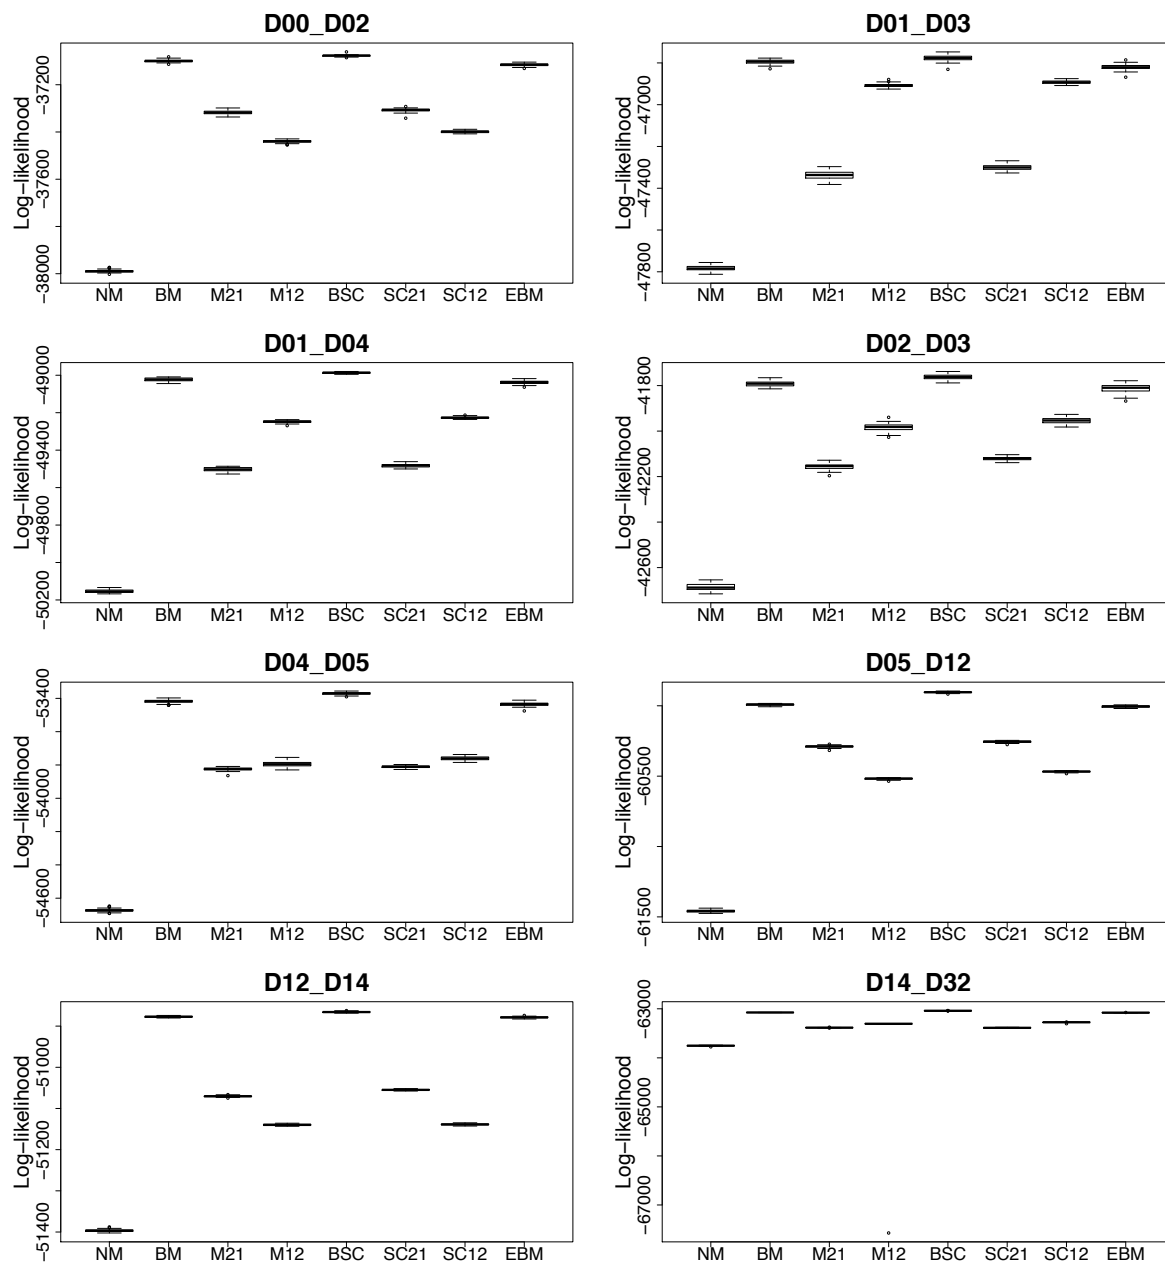 D00_D02
Log-likelihood
-37200
-37600
-38000
NM BM M21 M12 BSC SC21 SC12 EBM
D01_D03
Log-likelihood
-47000
-47400
-47800
NM BM M21 M12 BSC SC21 SC12 EBM
D01_D04
Log-likelihood
-49000
-49400
-49800
-50200
NM BM M21 M12 BSC SC21 SC12 EBM
D02_D03
Log-likelihood
-41800
-42200
-42600
NM BM M21 M12 BSC SC21 SC12 EBM
D04_D05
Log-likelihood
-53400
-54000
-54600
NM BM M21 M12 BSC SC21 SC12 EBM
D05_D12
Log-likelihood
-60500
-61500
NM BM M21 M12 BSC SC21 SC12 EBM
D12_D14
Log-likelihood
-51000
-51200
-51400
NM BM M21 M12 BSC SC21 SC12 EBM
D14_D32
Log-likelihood
-63000
-65000
-67000
NM BM M21 M12 BSC SC21 SC12 EBM